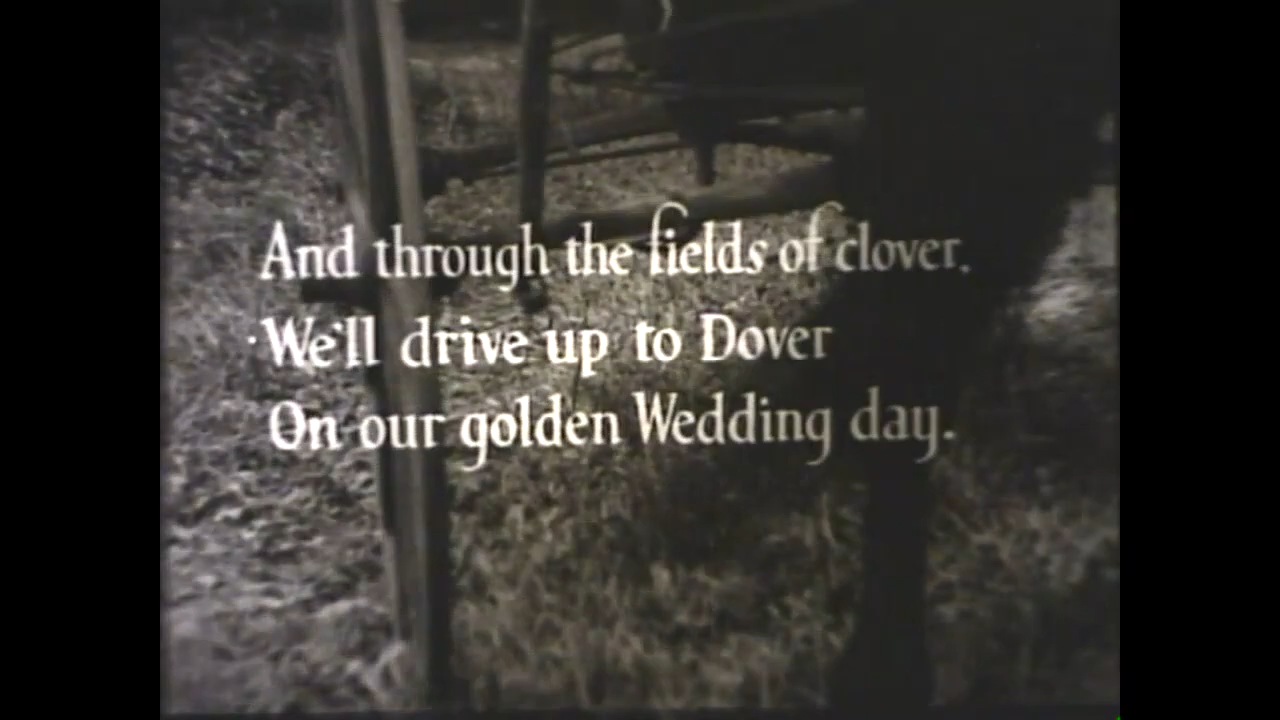 And through the fields of clover,
We'll drive up to Dover
On our golden Wedding day.